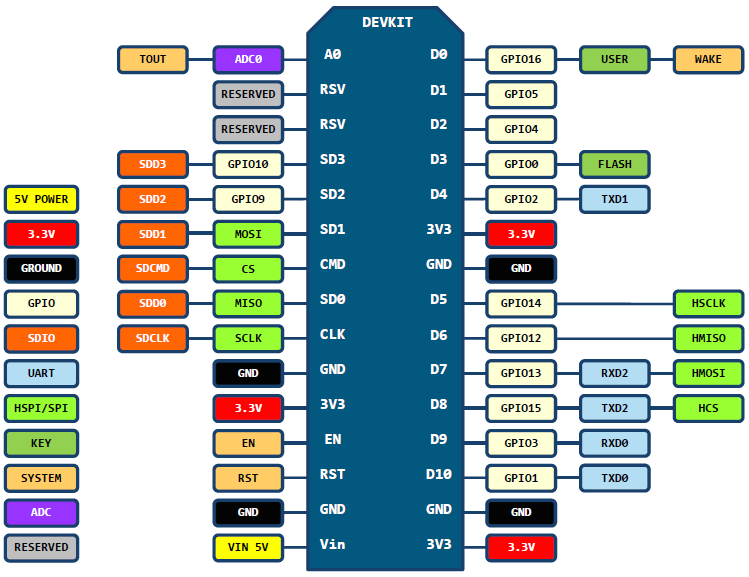 DEVKIT
TOUT ADC0 A0 D0 GPIO16 USER WAKE
RESERVED RSV D1 GPIO5
RESERVED RSV D2 GPIO4
SDD3 GPIO10 SD3 D3 GPIO0 FLASH
5V POWER SDD2 GPIO9 SD2 D4 GPIO2 TXD1
3.3V SDD1 MOSI SD1 3V3 3.3V
GROUND SDCMD CS CMD GND GND
GPIO SDD0 MISO SD0 D5 GPIO14 HSCLK
SDIO SDCLK SCLK CLK D6 GPIO12 HMISO
UART GND GND D7 GPIO13 RXD2 HMOSI
HSPI/SPI 3.3V 3V3 D8 GPIO15 TXD2 HCS
KEY EN EN D9 GPIO3 RXD0
SYSTEM RST RST D10 GPIO1 TXD0
ADC GND GND GND GND
RESERVED VIN 5V Vin 3V3 3.3V